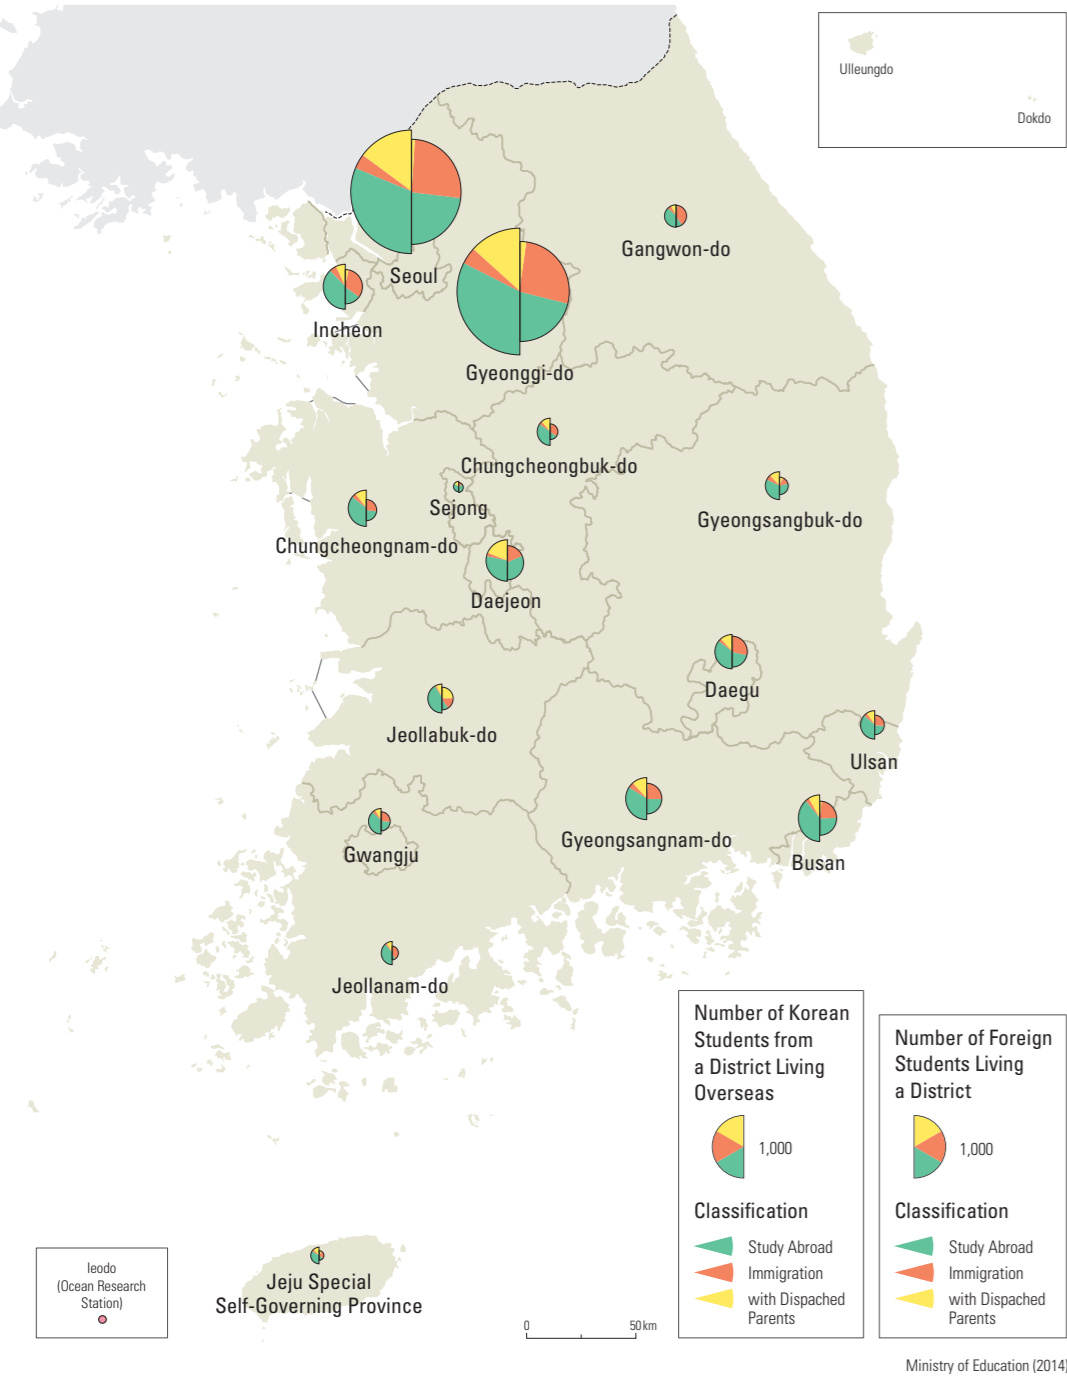 Ulleungdo
Dokdo
Gangwon-do
Seoul
Incheon
Gyeonggi-do
Chungcheongbuk-do
Sejong
Gyeongsangbuk-do
Chungcheongnam-do
Daejeon
Daegu
Jeollabuk-do
Ulsan
Gyeongsangnam-do
Gwangju
Busan
Jeollanam-do
Number of Korean
Students from
a District Living
Overseas
1,000
Classification
Study Abroad
Immigration
with Dispached
Parents
Number of Foreign
Students Living
a District
1,000
Classification
Study Abroad
Immigration
with Dispached
Parents
Ieodo
(Ocean Research
Station)
Jeju Special
Self-Governing Province
0 50 km
Ministry of Education (2014)